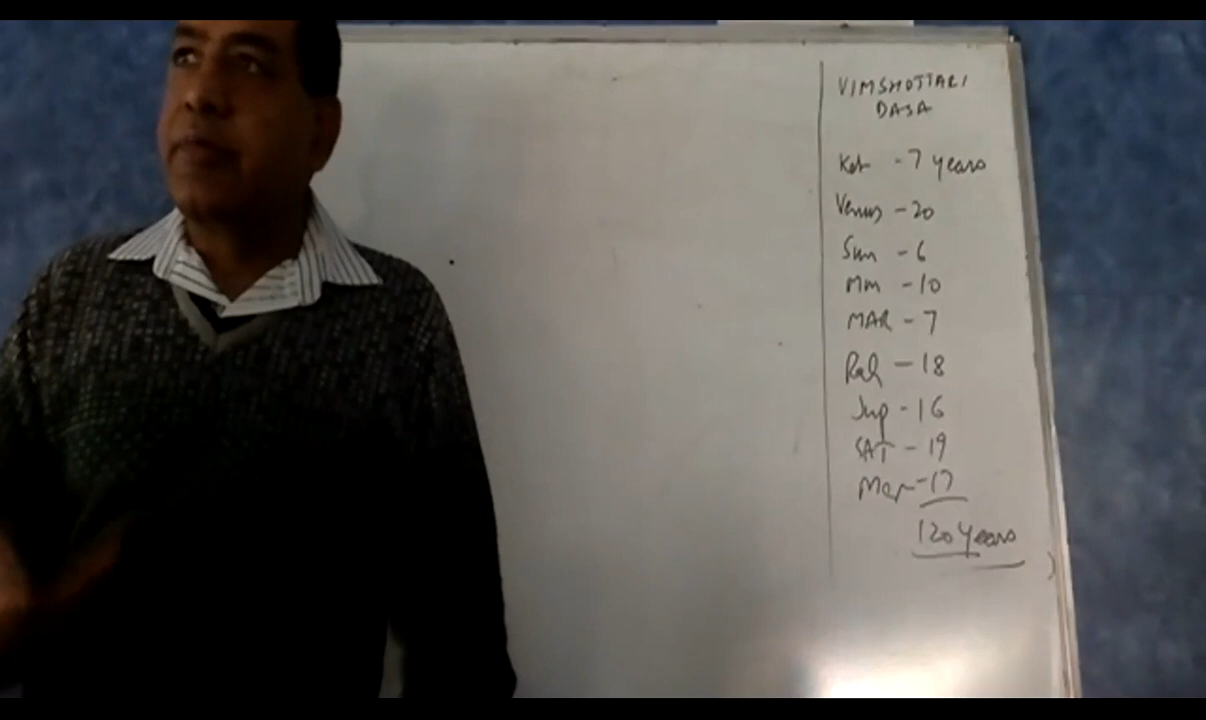 VIMSHOTTARI
DASA
Ket - 7 years
Venus - 20
Sun - 6
Mm - 10
MAR - 7
Rah - 18
Jup - 16
SAT - 19
Mer - 17
120 years